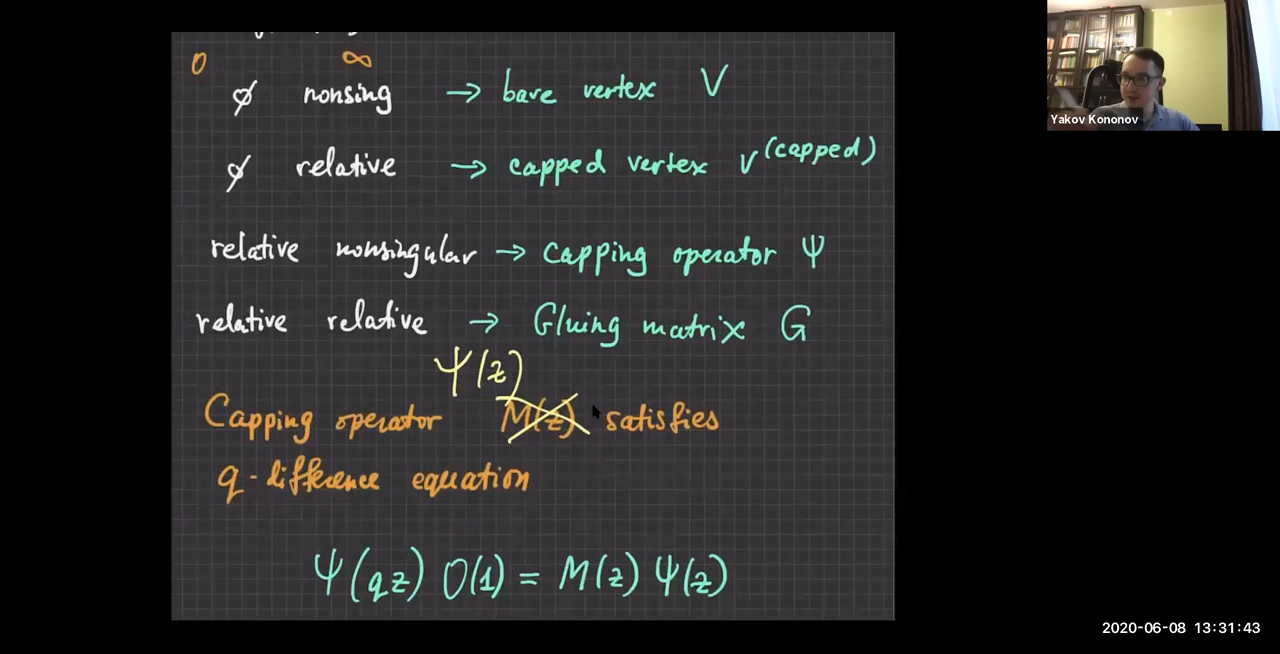 0 ∞
ϕ nonsing → bare vertex V
ϕ relative → capped vertex V^(capped)
relative nonsingular → capping operator Ψ
relative relative → Gluing matrix G
Ψ(z)
Capping operator M(z) satisfies
q-difference equation
Ψ(qz) O(1) = M(z) Ψ(z)
Yakov Kononov
2020-06-08 13:31:43